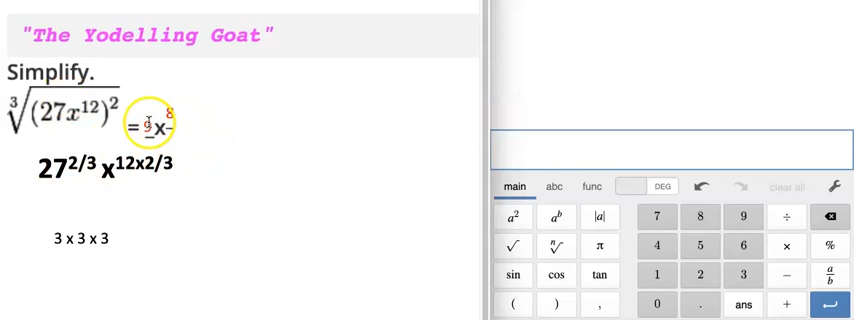 "The Yodelling Goat"
Simplify.
∛(27x¹²)² = 9x⁸
27^{2/3} x^{12x2/3}
3 x 3 x 3
main abc func DEG clear all
a² aᵇ |a| 7 8 9 ÷
√ ⁿ√ π 4 5 6 × %
sin cos tan 1 2 3 − a/b
( ) , 0 . ans +